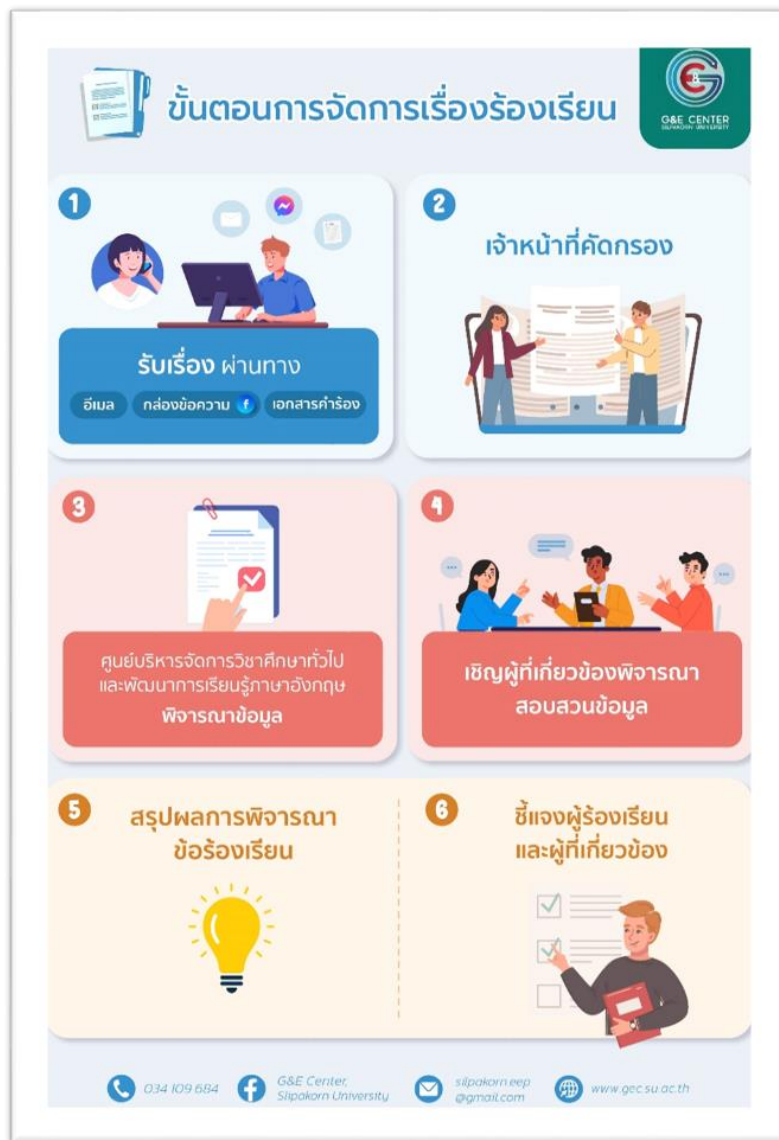 ขั้นตอนการจัดการเรื่องร้องเรียน
G&E CENTER
SILPAKORN UNIVERSITY
1
รับเรื่อง ผ่านทาง
อีเมล กล่องข้อความ เอกสารคำร้อง
2
เจ้าหน้าที่คัดกรอง
3
ศูนย์บริหารจัดการวิชาศึกษาทั่วไป
และพัฒนาการเรียนรู้ภาษาอังกฤษ
พิจารณาข้อมูล
4
เชิญผู้ที่เกี่ยวข้องพิจารณา
สอบสวนข้อมูล
5
สรุปผลการพิจารณา
ข้อร้องเรียน
6
ชี้แจงผู้ร้องเรียน
และผู้ที่เกี่ยวข้อง
034 109 684
G&E Center,
Slipakorn University
silpakorn.eep
@gmail.com
www.gec.su.ac.th